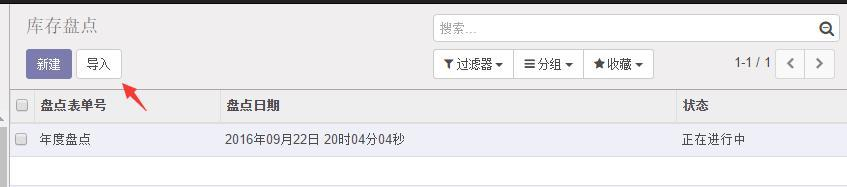 库存盘点
搜索...
新建 导入
过滤器 分组 收藏 1-1 / 1
盘点表单号 盘点日期 状态
年度盘点 2016年09月22日 20时04分04秒 正在进行中